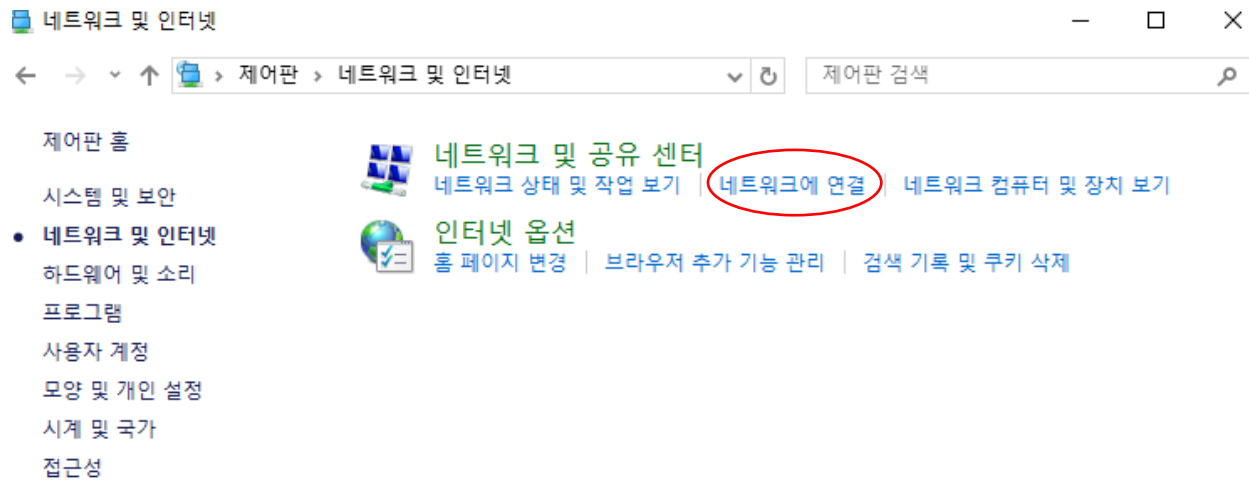 네트워크 및 인터넷
제어판 > 네트워크 및 인터넷 제어판 검색
제어판 홈
시스템 및 보안
네트워크 및 인터넷
하드웨어 및 소리
프로그램
사용자 계정
모양 및 개인 설정
시계 및 국가
접근성
네트워크 및 공유 센터
네트워크 상태 및 작업 보기 | 네트워크에 연결 | 네트워크 컴퓨터 및 장치 보기
인터넷 옵션
홈 페이지 변경 | 브라우저 추가 기능 관리 | 검색 기록 및 쿠키 삭제